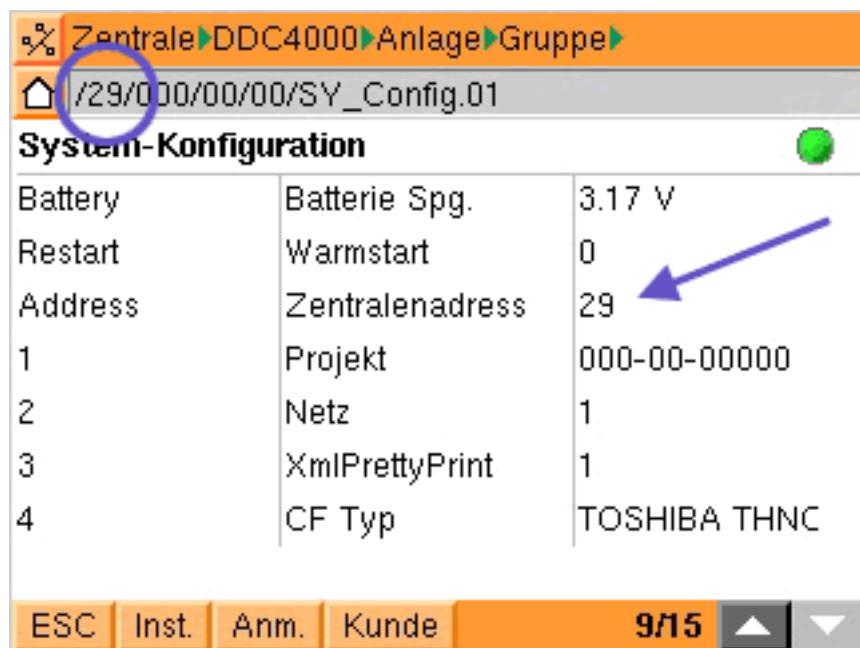 Zentrale DDC4000 Anlage Gruppe
/29/000/00/00/SY_Config.01
System-Konfiguration
Battery Batterie Spg. 3.17 V
Restart Warmstart 0
Address Zentralenadress 29
1 Projekt 000-00-00000
2 Netz 1
3 XmlPrettyPrint 1
4 CF Typ TOSHIBA THNC
ESC Inst. Anm. Kunde 9/15